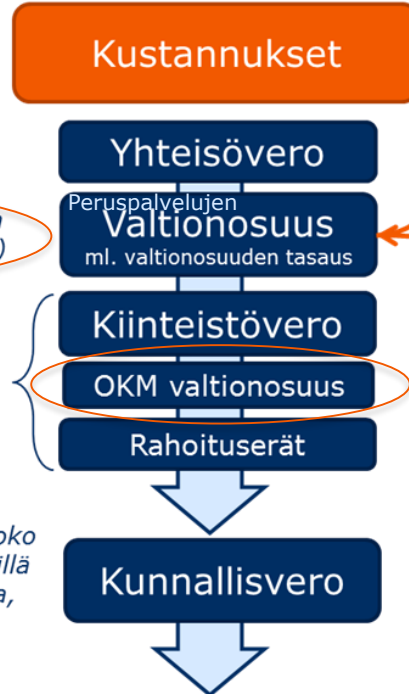 Kustannukset
Yhteisövero
Peruspalvelujen
Valtionosuus
ml. valtionosuuden tasaus
Kiinteistövero
OKM valtionosuus
Rahoituserät
Kunnallisvero